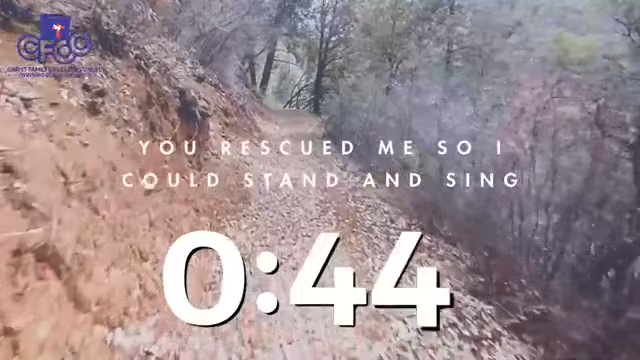 CFCC
YOU RESCUED ME SO I
COULD STAND AND SING
0:44